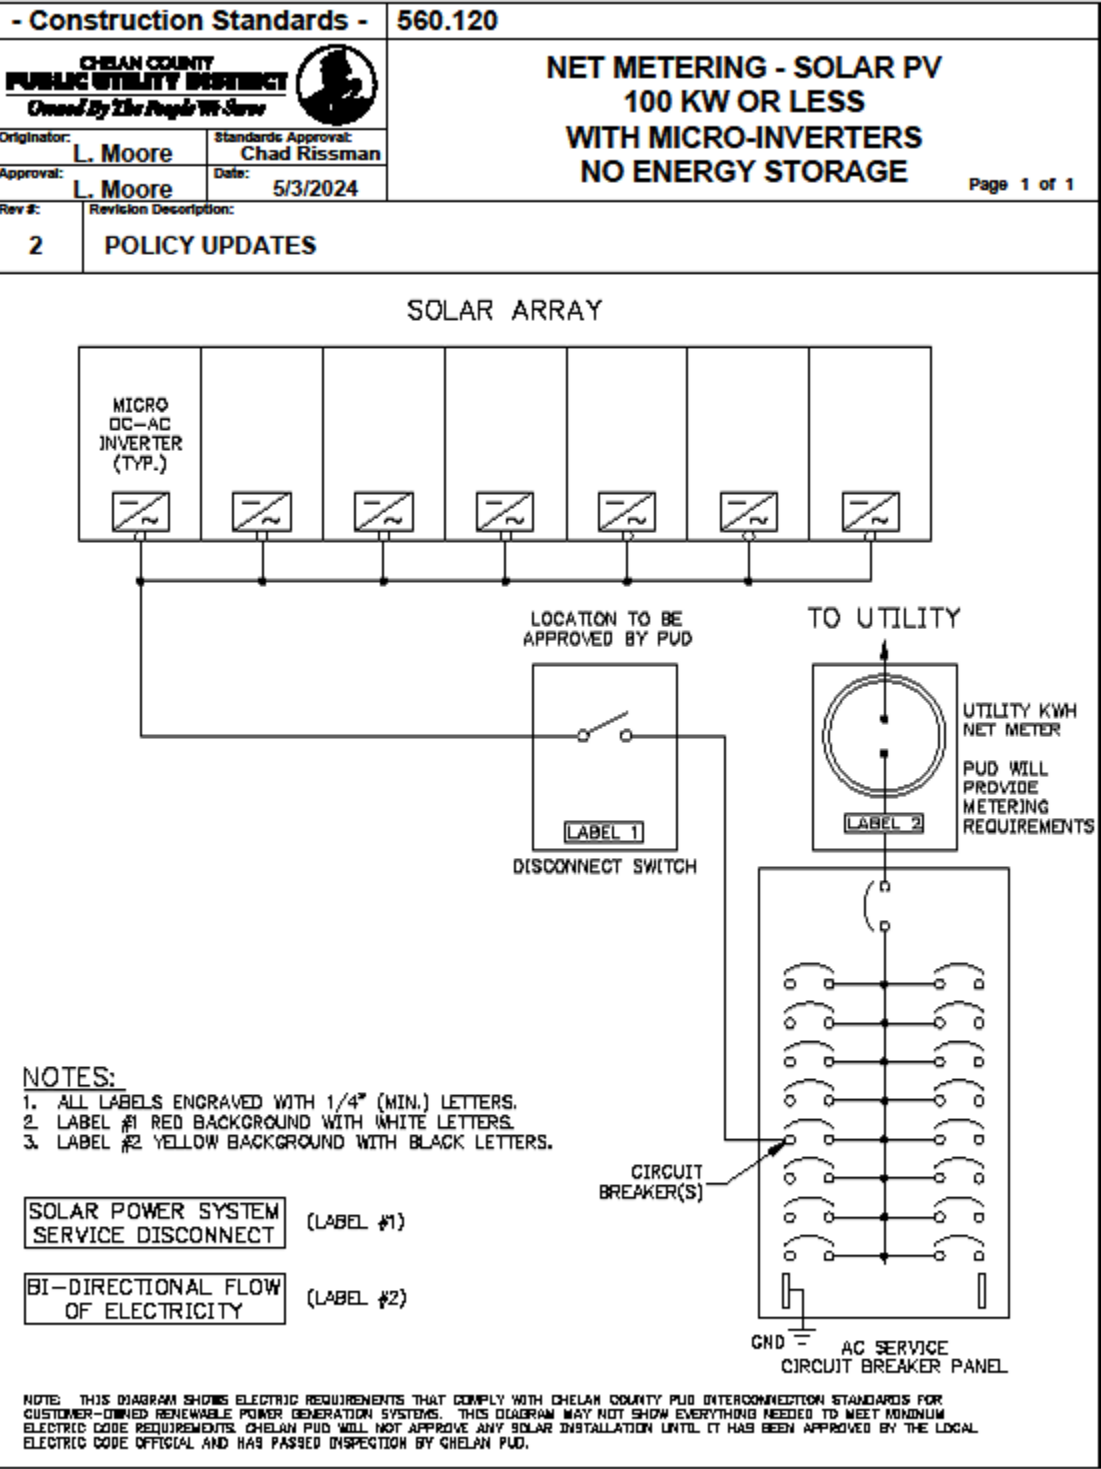 - Construction Standards -
560.120
CHELAN COUNTY
PUBLIC UTILITY DISTRICT
Owned By The People We Serve
Originator:
L. Moore
Standards Approval:
Chad Rissman
Approval:
L. Moore
Date:
5/3/2024
NET METERING - SOLAR PV
100 KW OR LESS
WITH MICRO-INVERTERS
NO ENERGY STORAGE
Page 1 of 1
Rev #:
2
Revision Description:
POLICY UPDATES
SOLAR ARRAY
MICRO
DC-AC
INVERTER
(TYP.)
LOCATION TO BE
APPROVED BY PUD
LABEL 1
DISCONNECT SWITCH
TO UTILITY
UTILITY KWH
NET METER
PUD WILL
PROVIDE
METERING
REQUIREMENTS
LABEL 2
CIRCUIT
BREAKER(S)
GND
AC SERVICE
CIRCUIT BREAKER PANEL
NOTES:
1. ALL LABELS ENGRAVED WITH 1/4" (MIN.) LETTERS.
2. LABEL #1 RED BACKGROUND WITH WHITE LETTERS.
3. LABEL #2 YELLOW BACKGROUND WITH BLACK LETTERS.
SOLAR POWER SYSTEM
SERVICE DISCONNECT
(LABEL #1)
BI-DIRECTIONAL FLOW
OF ELECTRICITY
(LABEL #2)
NOTE: THIS DIAGRAM SHOWS ELECTRIC REQUIREMENTS THAT COMPLY WITH CHELAN COUNTY PUD INTERCONNECTION STANDARDS FOR
CUSTOMER-OWNED RENEWABLE POWER GENERATION SYSTEMS. THIS DIAGRAM MAY NOT SHOW EVERYTHING NEEDED TO MEET MINIMUM
ELECTRIC CODE REQUIREMENTS. CHELAN PUD WILL NOT APPROVE ANY SOLAR INSTALLATION UNTIL IT HAS BEEN APPROVED BY THE LOCAL
ELECTRIC CODE OFFICIAL AND HAS PASSED INSPECTION BY CHELAN PUD.